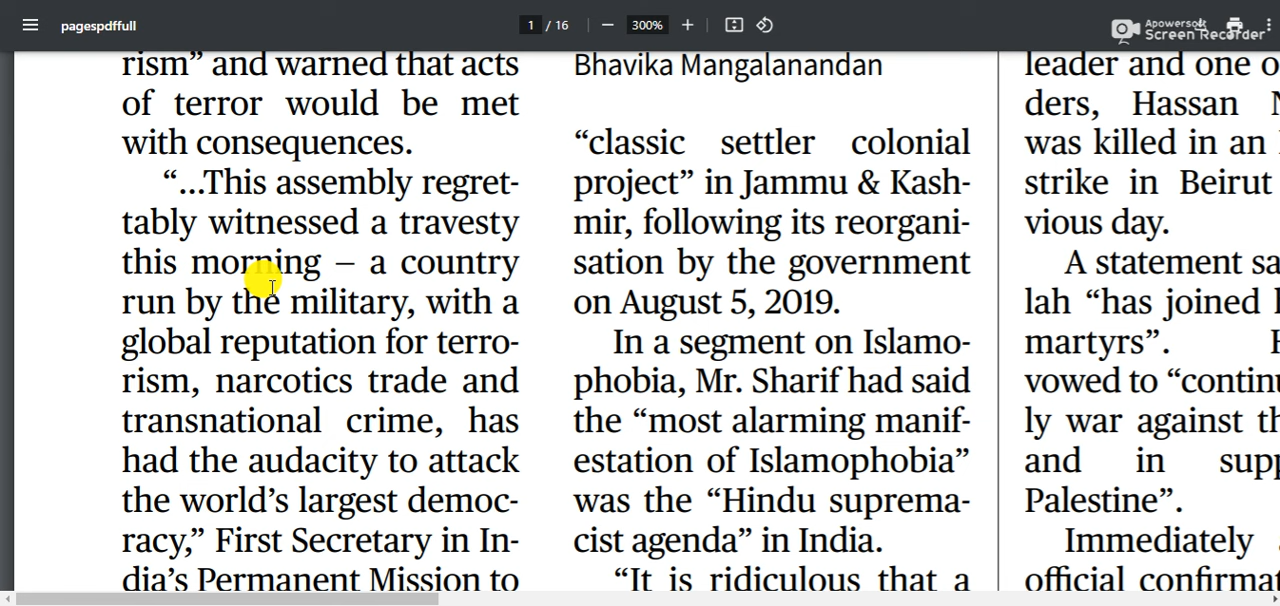 pagespdffull
1 / 16
300%
Apowersoft
Screen Recorder
rism” and warned that acts
of terror would be met
with consequences.
“...This assembly regret-
tably witnessed a travesty
this morning – a country
run by the military, with a
global reputation for terro-
rism, narcotics trade and
transnational crime, has
had the audacity to attack
the world’s largest democ-
racy,” First Secretary in In-
dia’s Permanent Mission to
Bhavika Mangalanandan
“classic settler colonial
project” in Jammu & Kash-
mir, following its reorgani-
sation by the government
on August 5, 2019.
In a segment on Islamo-
phobia, Mr. Sharif had said
the “most alarming manif-
estation of Islamophobia”
was the “Hindu suprema-
cist agenda” in India.
“It is ridiculous that a
leader and one o
ders, Hassan
was killed in an
strike in Beirut
vious day.
A statement sa
lah “has joined
martyrs”.
vowed to “continu
ly war against th
and in supp
Palestine”.
Immediately
official confirmat